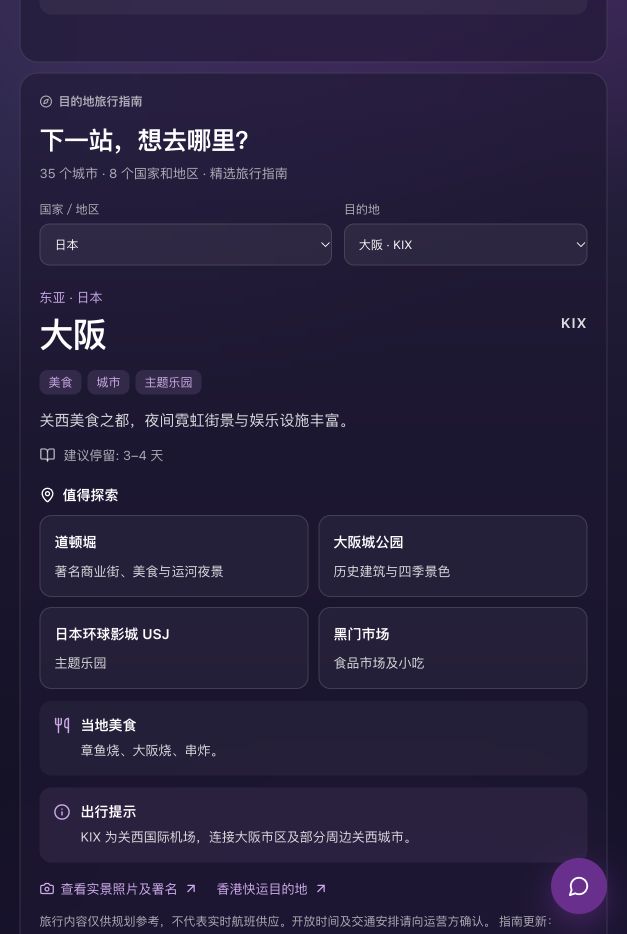 目的地旅行指南
下一站，想去哪里?
35 个城市 · 8 个国家和地区 · 精选旅行指南
国家 / 地区
目的地
日本
大阪 · KIX
东亚 · 日本
大阪
KIX
美食
城市
主题乐园
关西美食之都，夜间霓虹街景与娱乐设施丰富。
建议停留: 3–4 天
值得探索
道顿堀
著名商业街、美食与运河夜景
大阪城公园
历史建筑与四季景色
日本环球影城 USJ
主题乐园
黑门市场
食品市场及小吃
当地美食
章鱼烧、大阪烧、串炸。
出行提示
KIX 为关西国际机场，连接大阪市区及部分周边关西城市。
查看实景照片及署名
香港快运目的地
旅行内容仅供规划参考，不代表实时航班供应。开放时间及交通安排请向运营方确认。 指南更新: